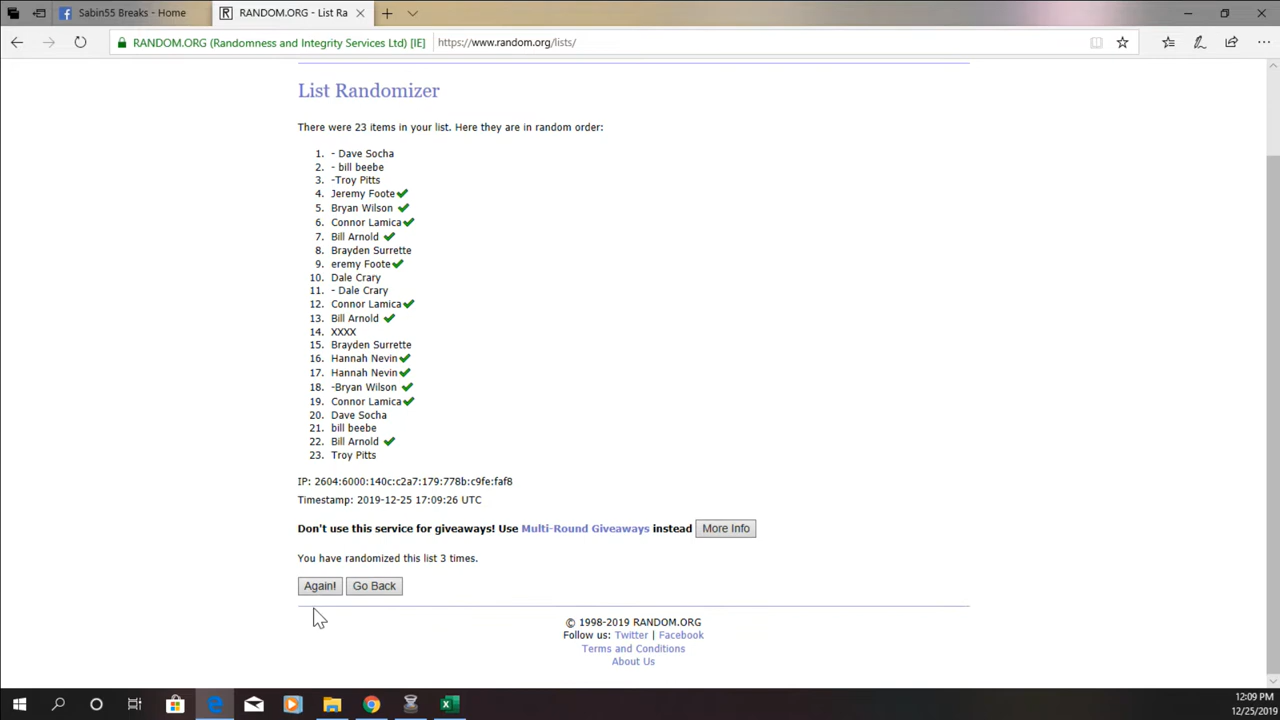 Sabin55 Breaks - Home
RANDOM.ORG - List Ra
RANDOM.ORG (Randomness and Integrity Services Ltd) [IE]
https://www.random.org/lists/
List Randomizer
There were 23 items in your list. Here they are in random order:
1. - Dave Socha
2. - bill beebe
3. -Troy Pitts
4. Jeremy Foote✔
5. Bryan Wilson ✔
6. Connor Lamica✔
7. Bill Arnold ✔
8. Brayden Surrette
9. eremy Foote✔
10. Dale Crary
11. - Dale Crary
12. Connor Lamica✔
13. Bill Arnold ✔
14. XXXX
15. Brayden Surrette
16. Hannah Nevin✔
17. Hannah Nevin✔
18. -Bryan Wilson ✔
19. Connor Lamica✔
20. Dave Socha
21. bill beebe
22. Bill Arnold ✔
23. Troy Pitts
IP: 2604:6000:140c:c2a7:179:778b:c9fe:faf8
Timestamp: 2019-12-25 17:09:26 UTC
Don't use this service for giveaways! Use Multi-Round Giveaways instead More Info
You have randomized this list 3 times.
Again! Go Back
© 1998-2019 RANDOM.ORG
Follow us: Twitter | Facebook
Terms and Conditions
About Us
12:09 PM
12/25/2019